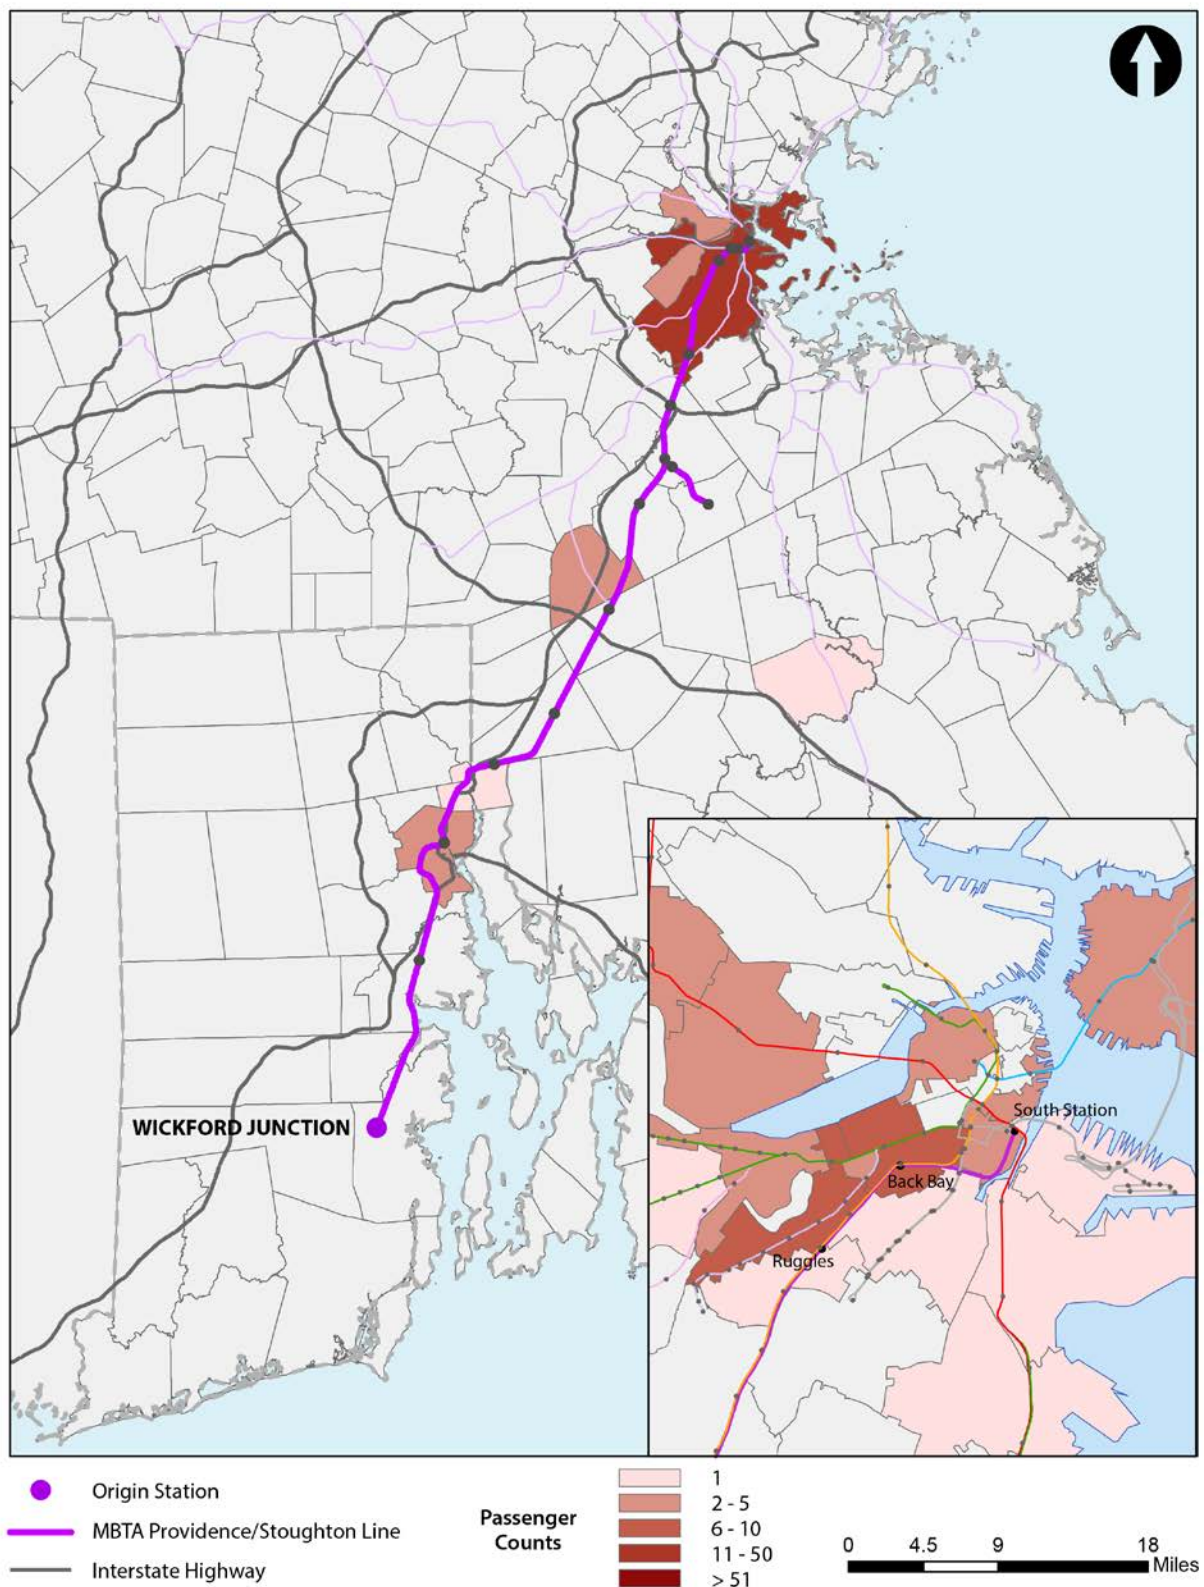 WICKFORD JUNCTION
South Station
Back Bay
Ruggles
Origin Station
MBTA Providence/Stoughton Line
Interstate Highway
Passenger
Counts
1
2 - 5
6 - 10
11 - 50
> 51
0 4.5 9 18
Miles